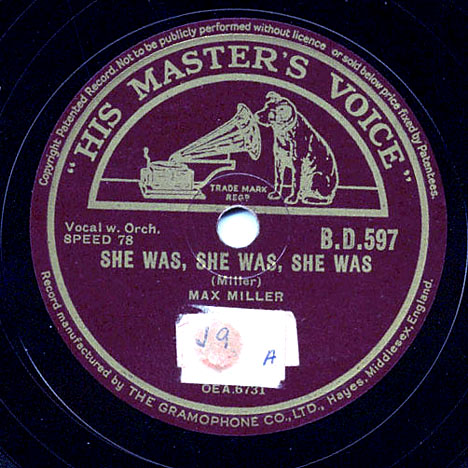 Copyright Patented Record. Not to be publicly performed without licence or sold below price fixed by Patentees.
"HIS MASTER'S VOICE"
TRADE MARK
REGD
Vocal w. Orch.
SPEED 78
B.D.597
SHE WAS, SHE WAS, SHE WAS
(Miller)
MAX MILLER
J9
A
OEA.6731
Record manufactured by THE GRAMOPHONE CO., LTD., Hayes, Middlesex, England.